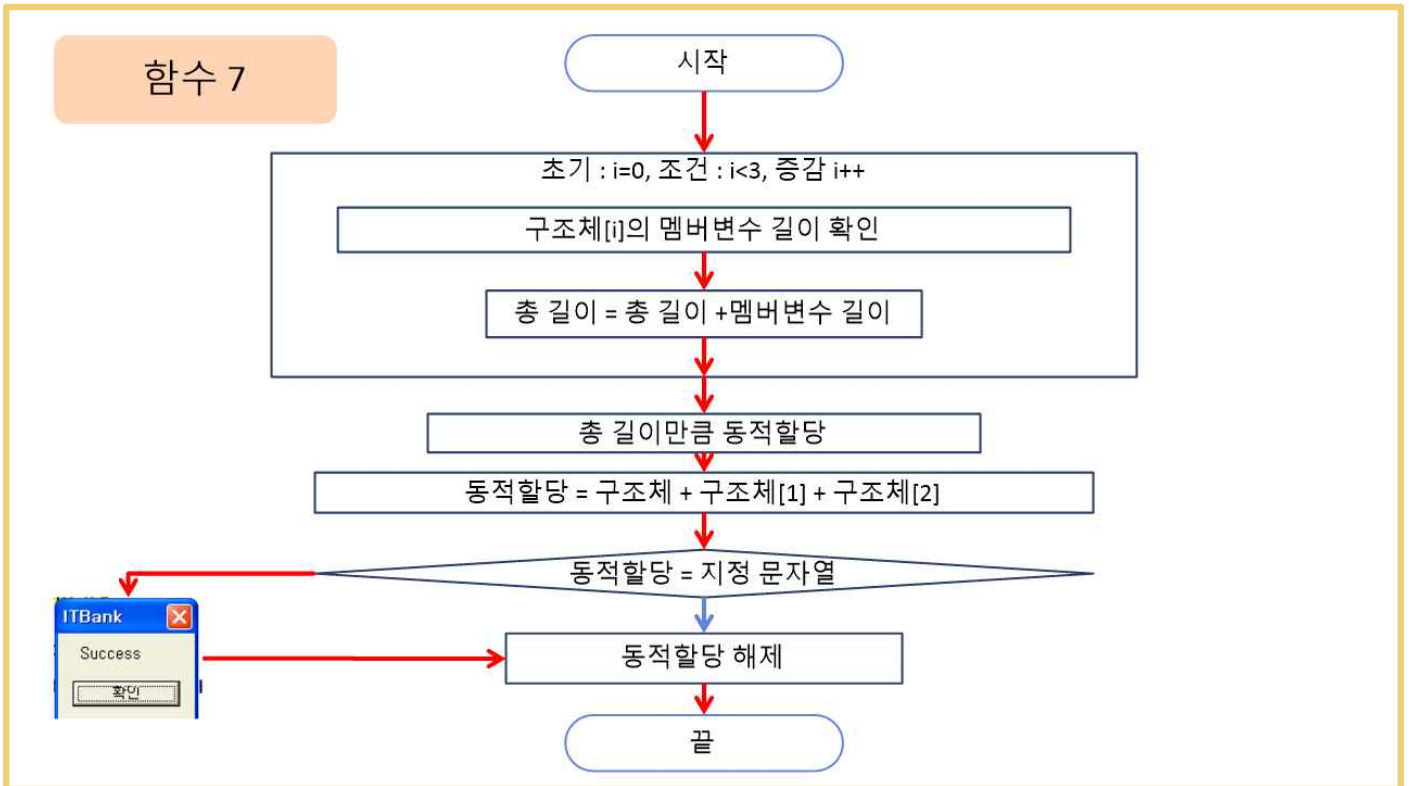 함수 7
시작
초기 : i=0, 조건 : i<3, 증감 i++
구조체[i]의 멤버변수 길이 확인
총 길이 = 총 길이 +멤버변수 길이
총 길이만큼 동적할당
동적할당 = 구조체 + 구조체[1] + 구조체[2]
동적할당 = 지정 문자열
ITBank
Success
확인
동적할당 해제
끝